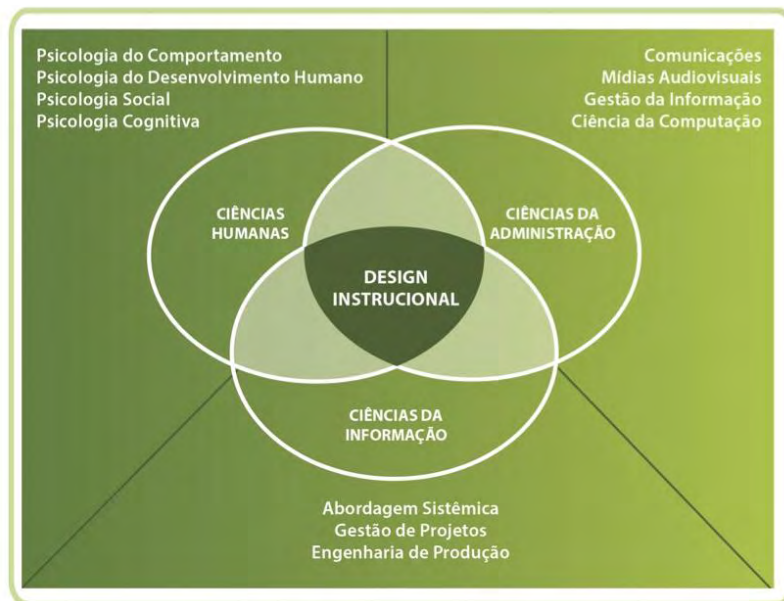 Psicologia do Comportamento
Psicologia do Desenvolvimento Humano
Psicologia Social
Psicologia Cognitiva
Comunicações
Mídias Audiovisuais
Gestão da Informação
Ciência da Computação
CIÊNCIAS
HUMANAS
CIÊNCIAS DA
ADMINISTRAÇÃO
DESIGN
INSTRUCIONAL
CIÊNCIAS DA
INFORMAÇÃO
Abordagem Sistêmica
Gestão de Projetos
Engenharia de Produção